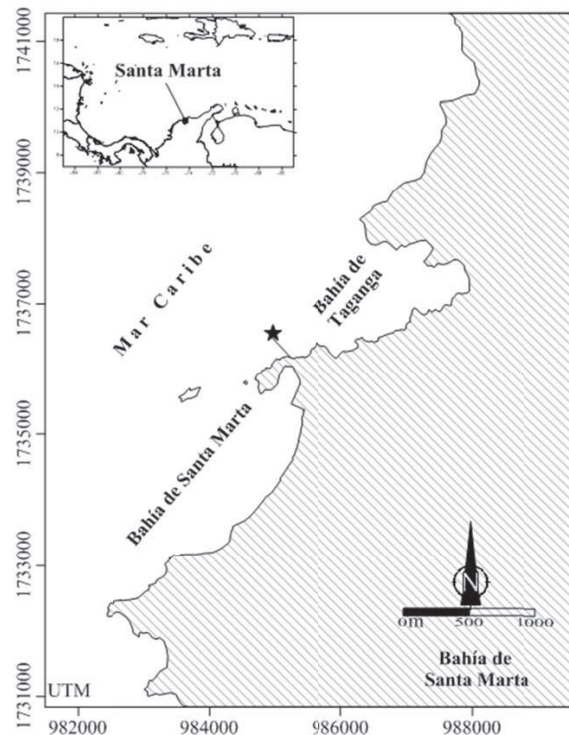 1741000
1739000
1737000
1735000
1733000
1731000
Santa Marta
Mar Caribe
Bahía de
Taganga
Bahía de Santa Marta
N
0m 500 1000
Bahía de
Santa Marta
UTM
982000 984000 986000 988000